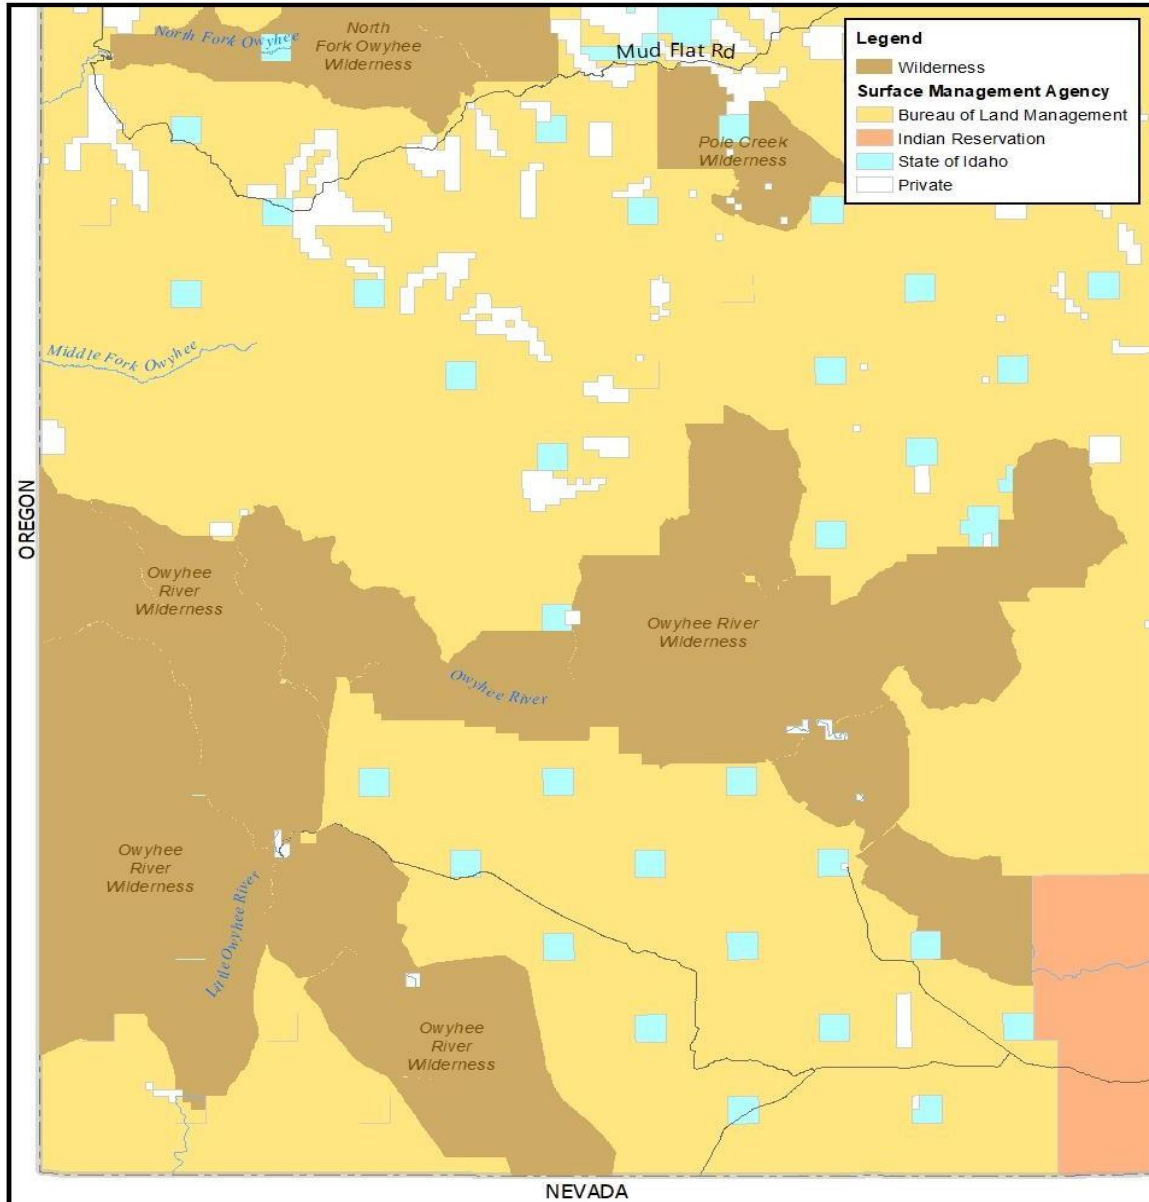 North
Fork Owyhee
Wilderness
North Fork Owyhee
Mud Flat Rd
Legend
Wilderness
Surface Management Agency
Bureau of Land Management
Indian Reservation
State of Idaho
Private
Pole Creek
Wilderness
Middle Fork Owyhee
OREGON
Owyhee
River
Wilderness
Owyhee River
Wilderness
Owyhee River
Owyhee
River
Wilderness
Little Owyhee River
Owyhee
River
Wilderness
NEVADA